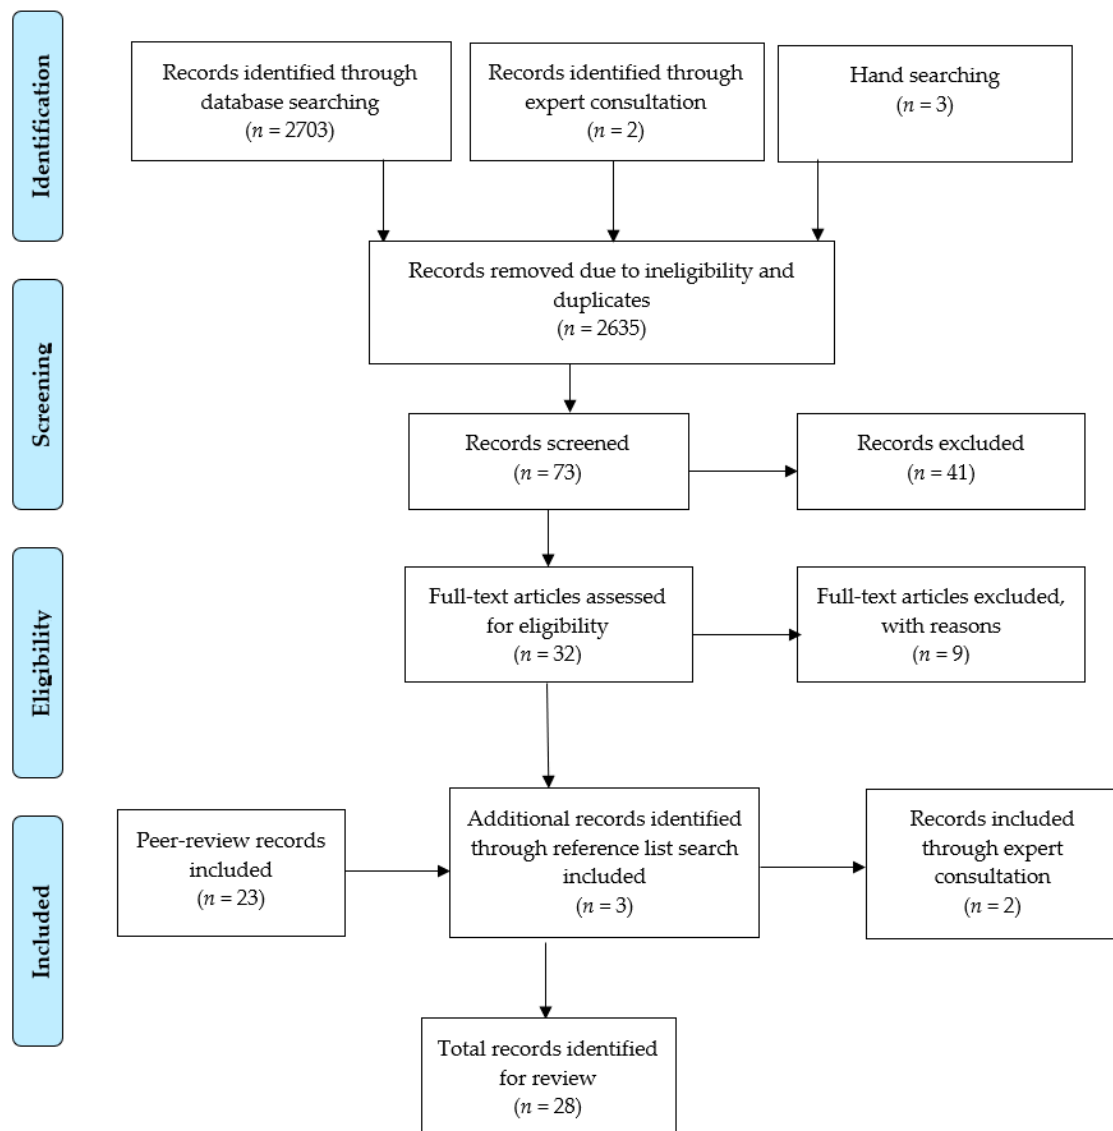 Identification
Records identified through
database searching
(n = 2703)
Records identified through
expert consultation
(n = 2)
Hand searching
(n = 3)
Records removed due to ineligibility and
duplicates
(n = 2635)
Screening
Records screened
(n = 73)
Records excluded
(n = 41)
Eligibility
Full-text articles assessed
for eligibility
(n = 32)
Full-text articles excluded,
with reasons
(n = 9)
Included
Peer-review records
included
(n = 23)
Additional records identified
through reference list search
included
(n = 3)
Records included
through expert
consultation
(n = 2)
Total records identified
for review
(n = 28)